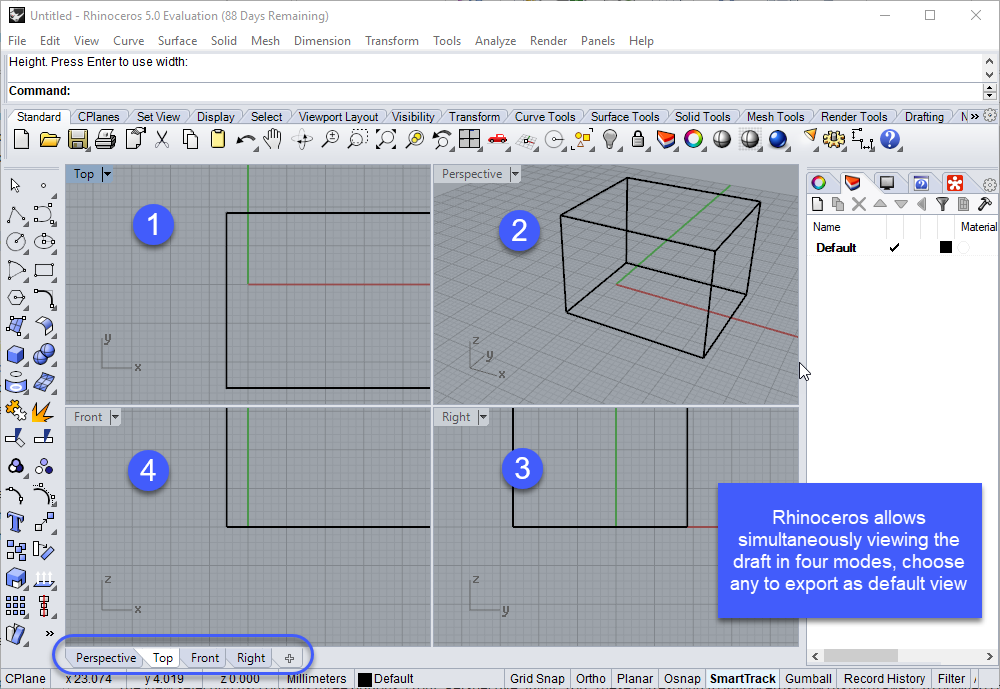 Untitled - Rhinoceros 5.0 Evaluation (88 Days Remaining)
File Edit View Curve Surface Solid Mesh Dimension Transform Tools Analyze Render Panels Help
Height. Press Enter to use width:
Command:
Standard CPlanes Set View Display Select Viewport Layout Visibility Transform Curve Tools Surface Tools Solid Tools Mesh Tools Render Tools Drafting
Top
Perspective
1
2
y
x
z
y
x
Name Material
Default
Front
Right
4
3
z
x
z
y
Rhinoceros allows
simultaneously viewing the
draft in four modes, choose
any to export as default view
Perspective Top Front Right
CPlane x 23.074 y 4.019 z 0.000 Millimeters Default Grid Snap Ortho Planar Osnap SmartTrack Gumball Record History Filter